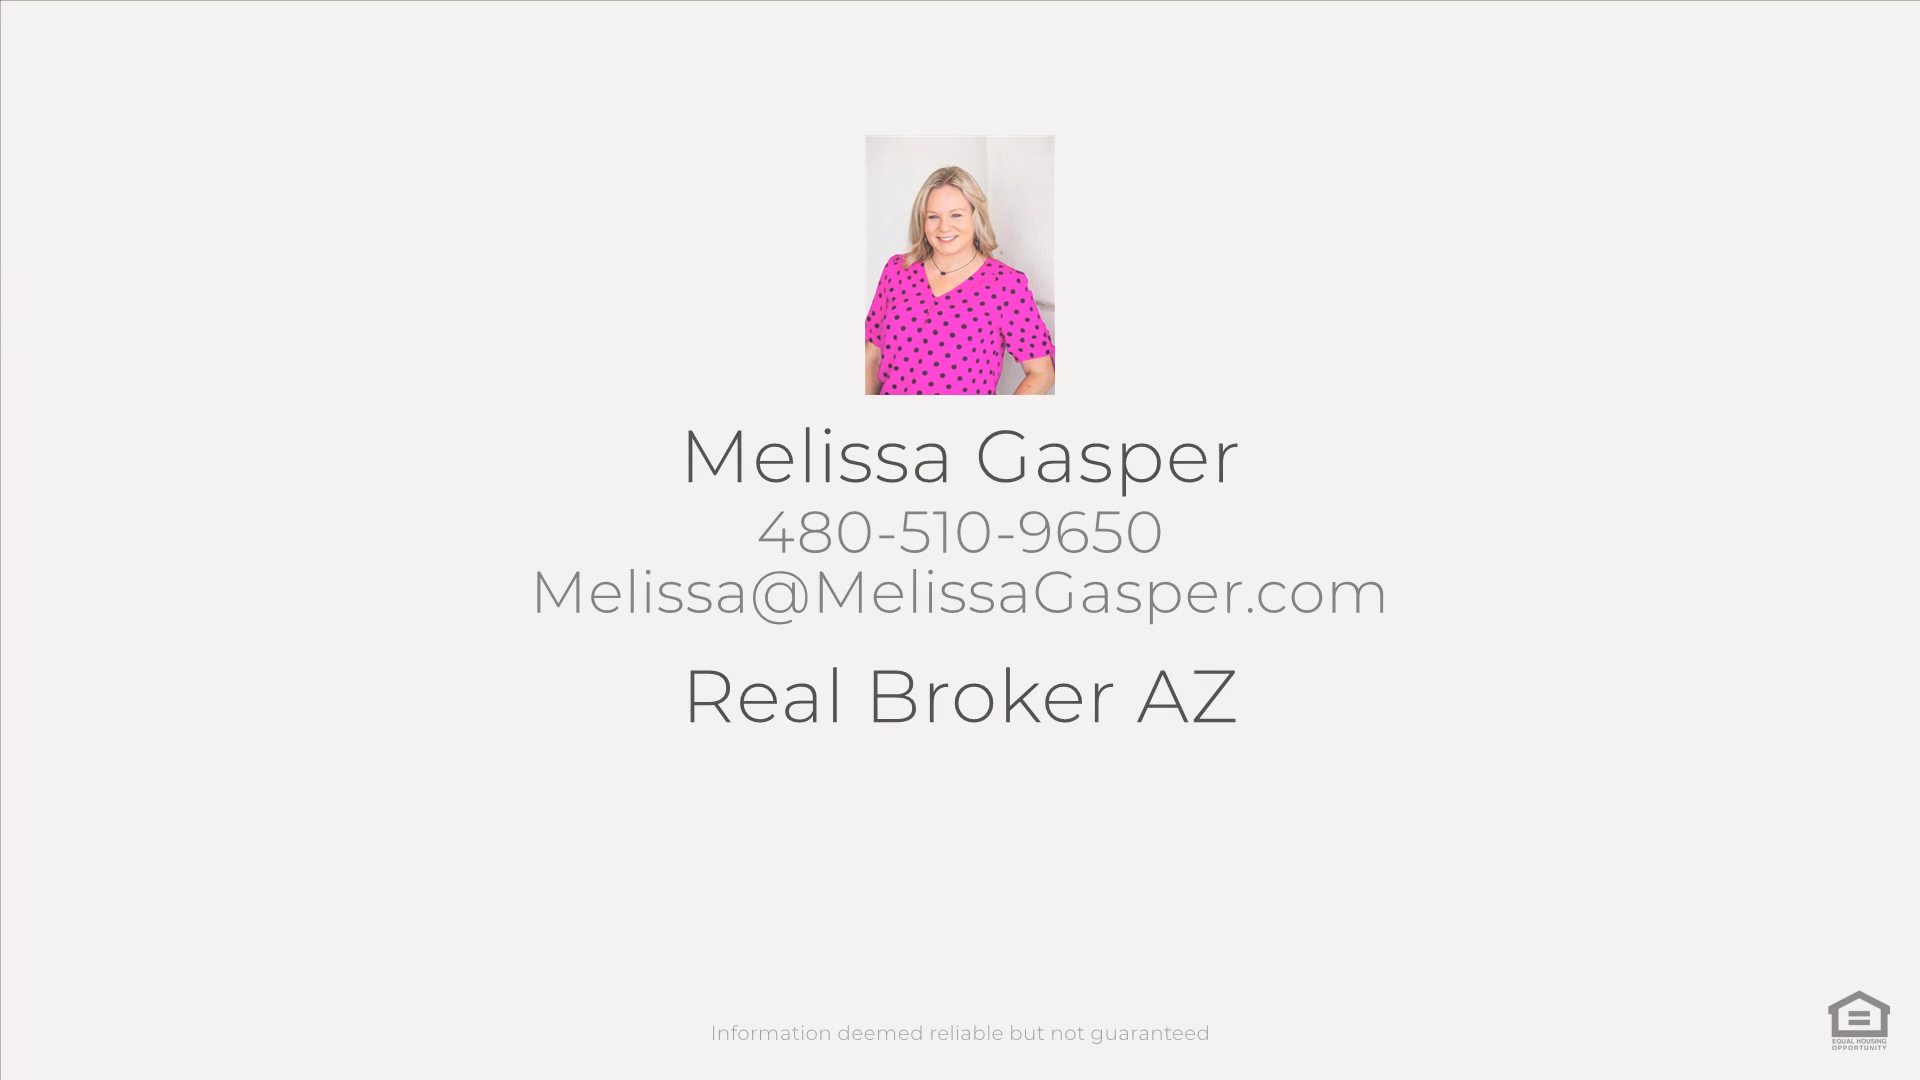 Melissa Gasper
480-510-9650
Melissa@MelissaGasper.com
Real Broker AZ
Information deemed reliable but not guaranteed
EQUAL HOUSING
OPPORTUNITY